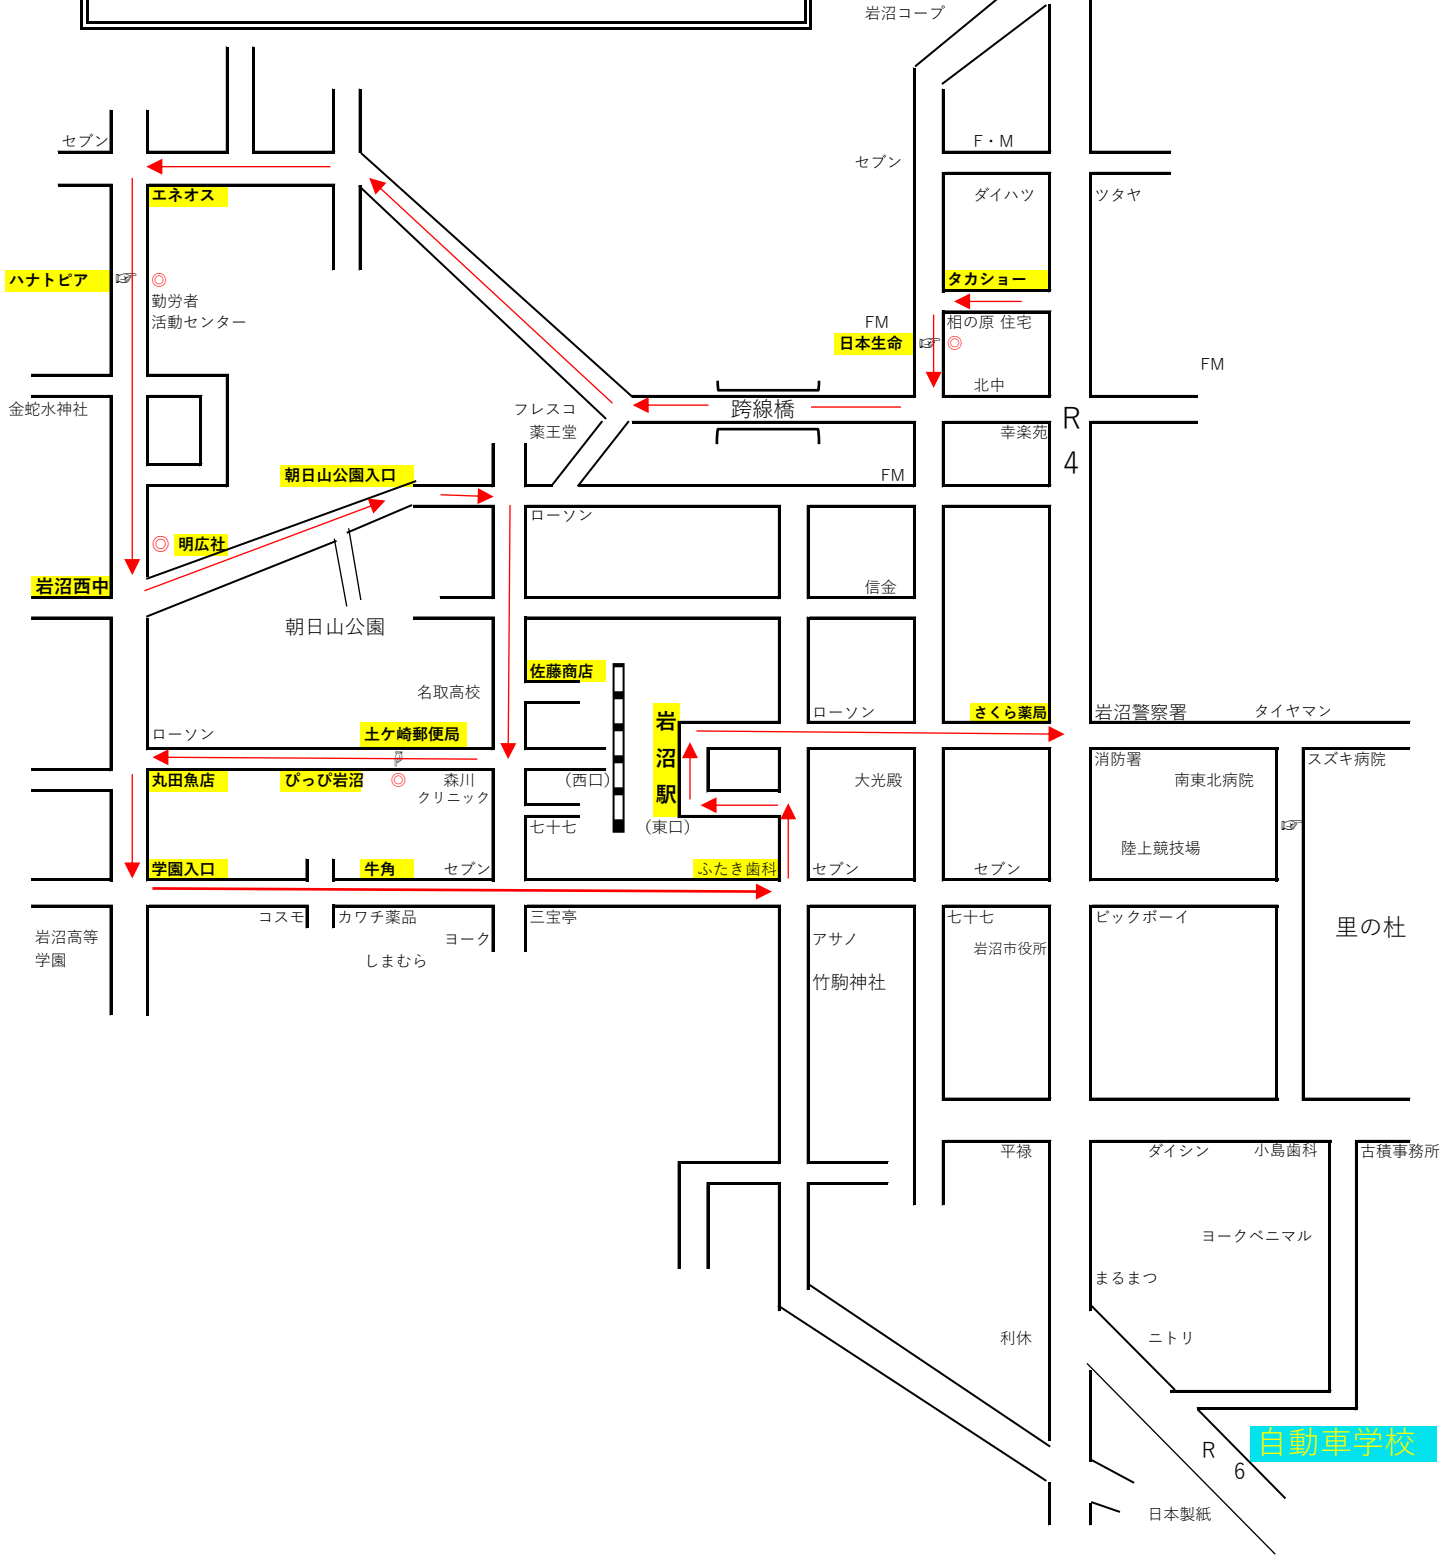 岩沼コープ
セブン
F・M
セブン
エネオス
ダイハツ
ツタヤ
ハナトピア
☞
◎
勤労者
活動センター
タカショー
FM
相の原 住宅
日本生命
☞
◎
FM
北中
金蛇水神社
フレスコ
薬王堂
跨線橋
R
4
幸楽苑
朝日山公園入口
FM
ローソン
◎
明広社
岩沼西中
信金
朝日山公園
佐藤商店
名取高校
ローソン
土ケ崎郵便局
岩
沼
駅
ローソン
さくら薬局
岩沼警察署
タイヤマン
丸田魚店
ぴっぴ岩沼
◎
森川
クリニック
(西口)
大光殿
消防署
南東北病院
スズキ病院
☞
七十七
(東口)
陸上競技場
学園入口
牛角
セブン
ふたき歯科
セブン
セブン
コスモ
カワチ薬品
三宝亭
七十七
ビックボーイ
里の杜
岩沼高等
学園
ヨーク
アサノ
岩沼市役所
しまむら
竹駒神社
平禄
ダイシン
小島歯科
古積事務所
ヨークベニマル
まるまつ
利休
ニトリ
R
6
自動車学校
日本製紙